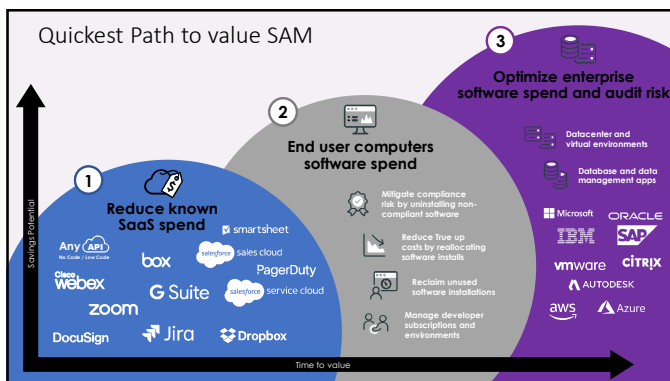 Quickest Path to value SAM
3
Optimize enterprise
software spend and audit risk
Datacenter and
virtual environments
Database and data
management apps
Microsoft
ORACLE
IBM
SAP
vmware
CITRIX
AUTODESK
aws
Azure
2
End user computers
software spend
Mitigate compliance
risk by uninstalling non-
compliant software
Reduce True up
costs by reallocating
software installs
Reclaim unused
software installations
Manage developer
subscriptions and
environments
1
Reduce known
SaaS spend
smartsheet
Any API
No Code / Low Code
box
salesforce sales cloud
Cisco
webex
PagerDuty
G Suite
salesforce service cloud
zoom
DocuSign
Jira
Dropbox
Savings Potential
Time to value